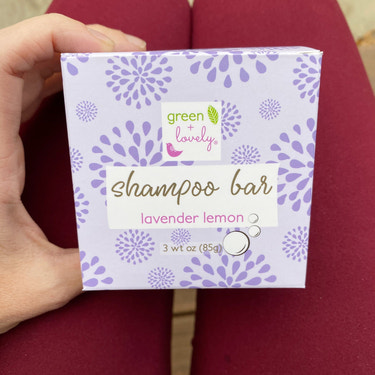 green
+
lovely®
shampoo bar
lavender lemon
3 wt oz (85g)